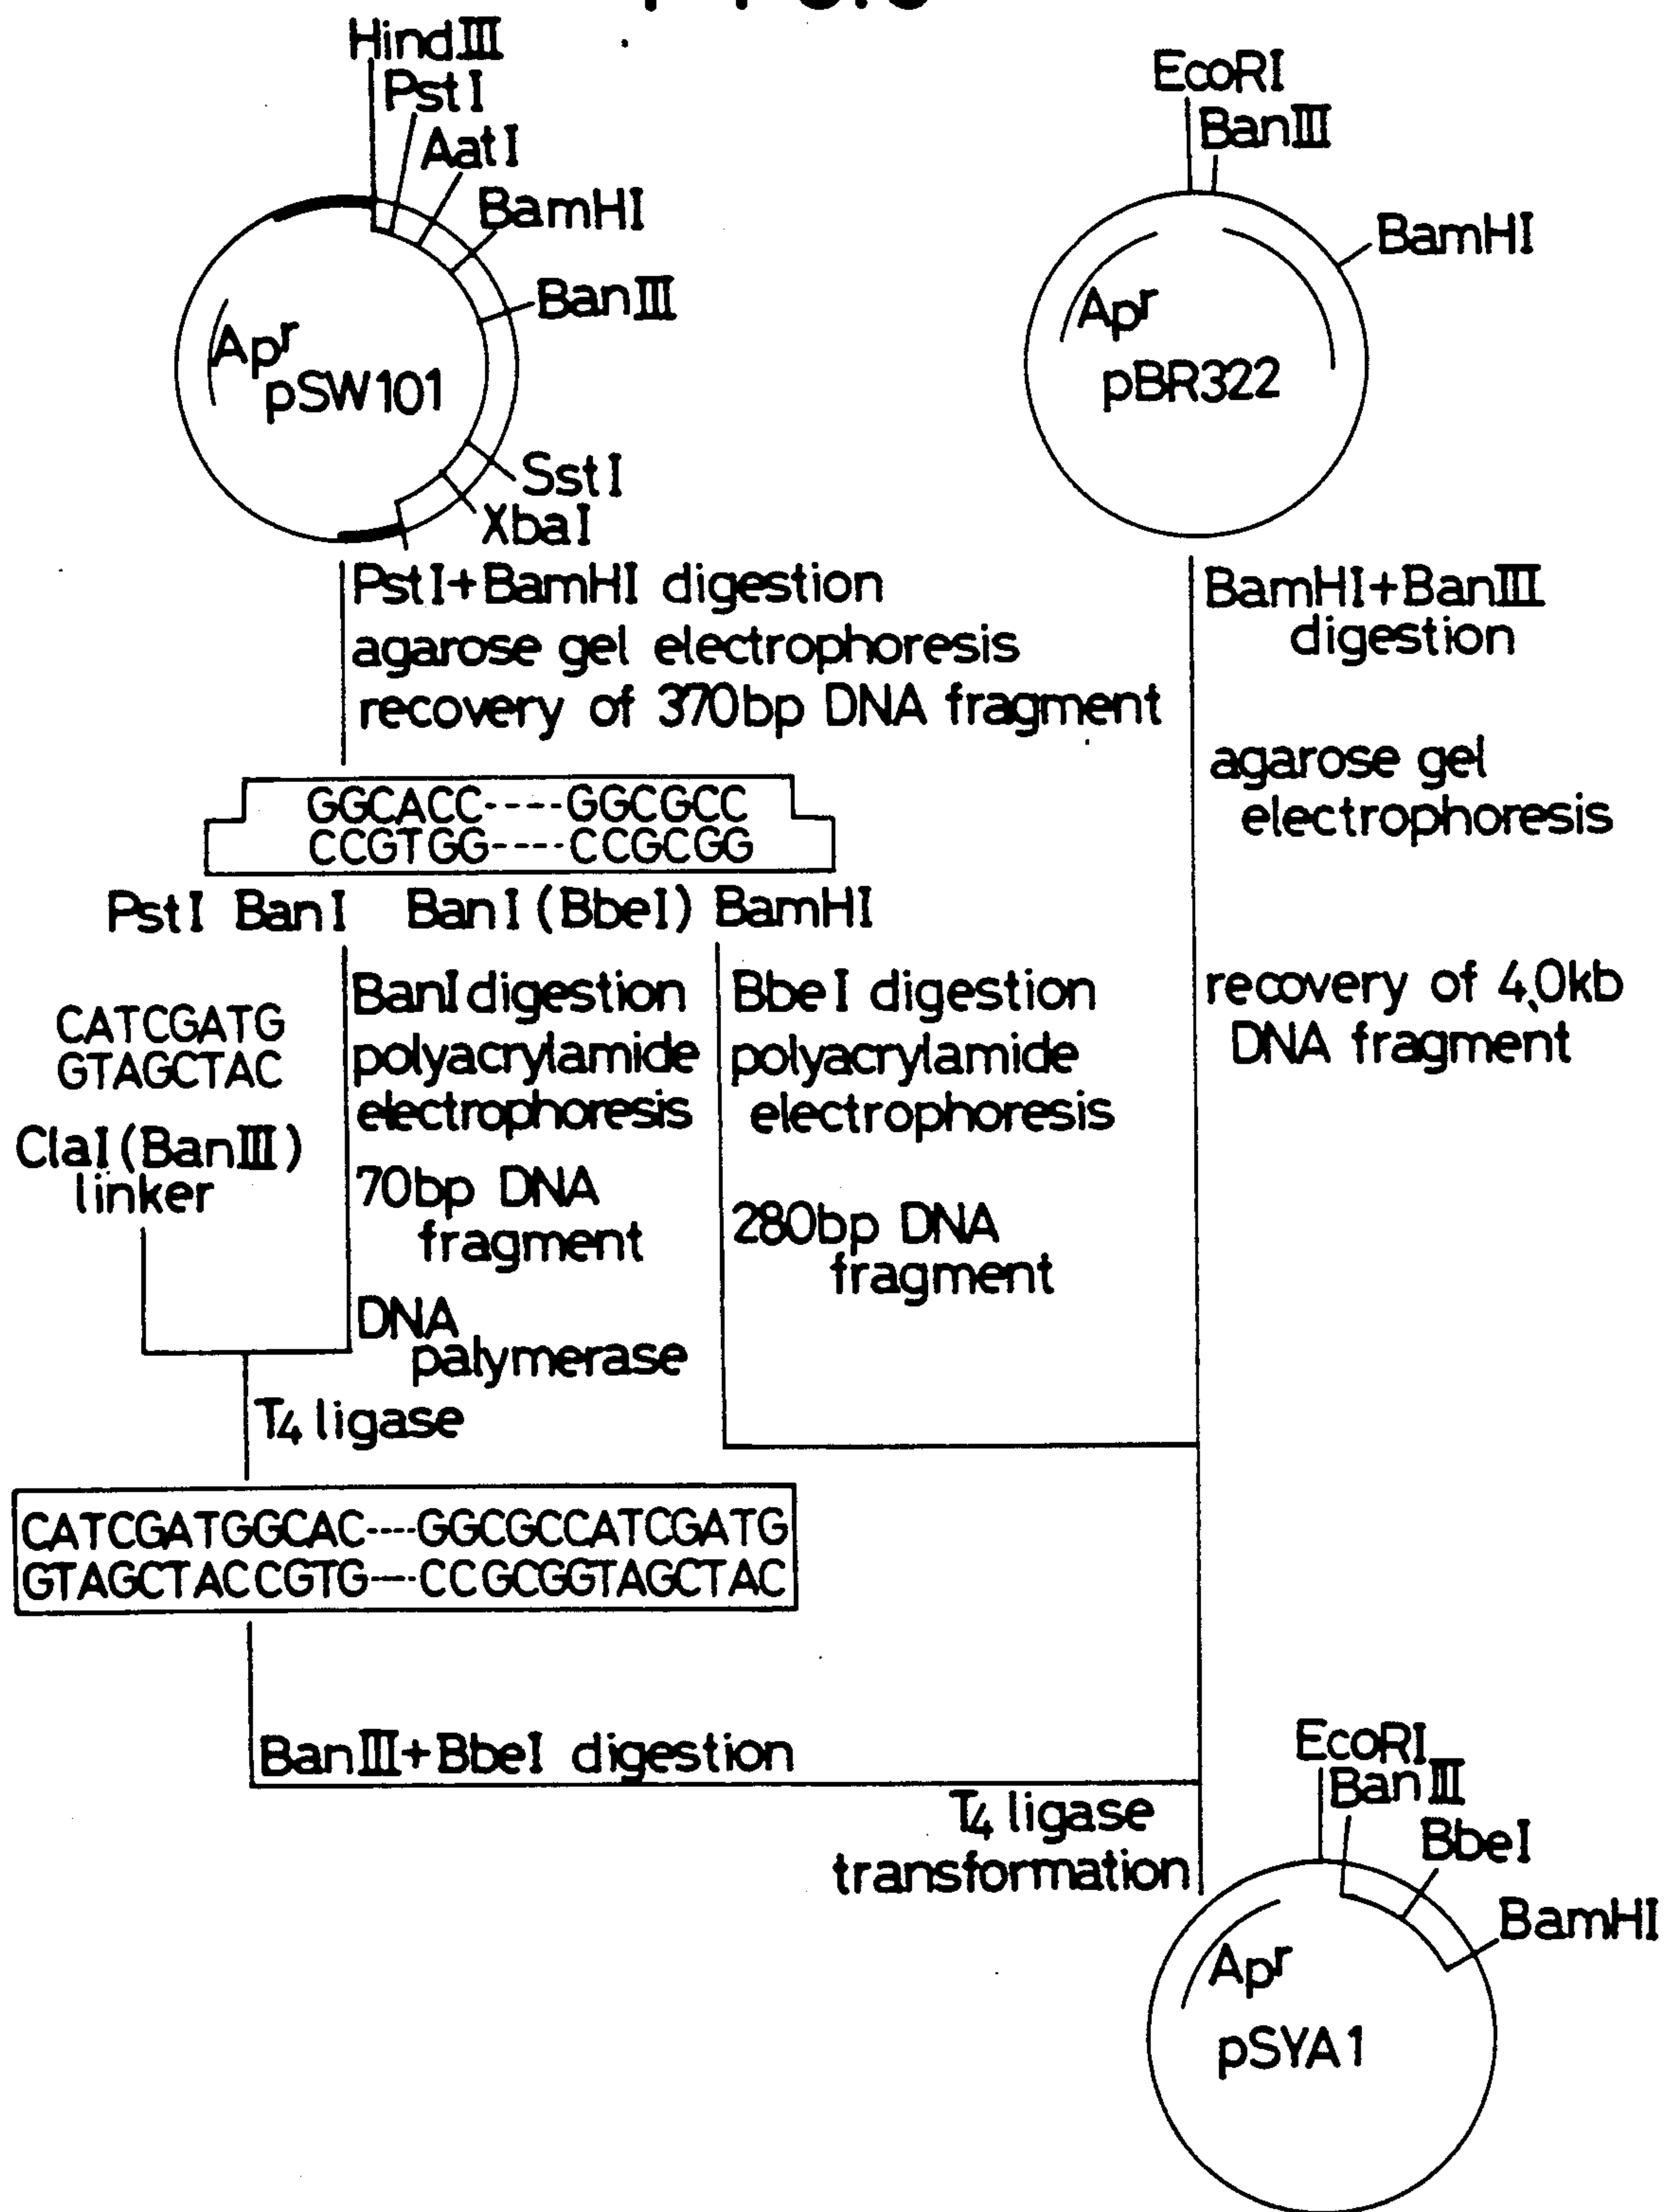 HindIII
PstI
AatI
BamHI
BanIII
Apr
pSW101
SstI
XbaI
EcoRI
BanIII
BamHI
Apr
pBR322
PstI+BamHI digestion
agarose gel electrophoresis
recovery of 370bp DNA fragment
BamHI+BanIII
digestion
agarose gel
electrophoresis
recovery of 4.0kb
DNA fragment
GGCACC----GGCGCC
CCGTGG----CCGCGG
PstI BanI BanI(BbeI) BamHI
CATCGATG
GTAGCTAC
ClaI(BanIII)
linker
BanI digestion
polyacrylamide
electrophoresis
70bp DNA
fragment
DNA
palymerase
BbeI digestion
polyacrylamide
electrophoresis
280bp DNA
fragment
T4 ligase
CATCGATGGCAC----GGCGCCATCGATG
GTAGCTACCGTG----CCGCGGTAGCTAC
BanIII+BbeI digestion
T4 ligase
transformation
EcoRI
BanIII
BbeI
BamHI
Apr
pSYA1